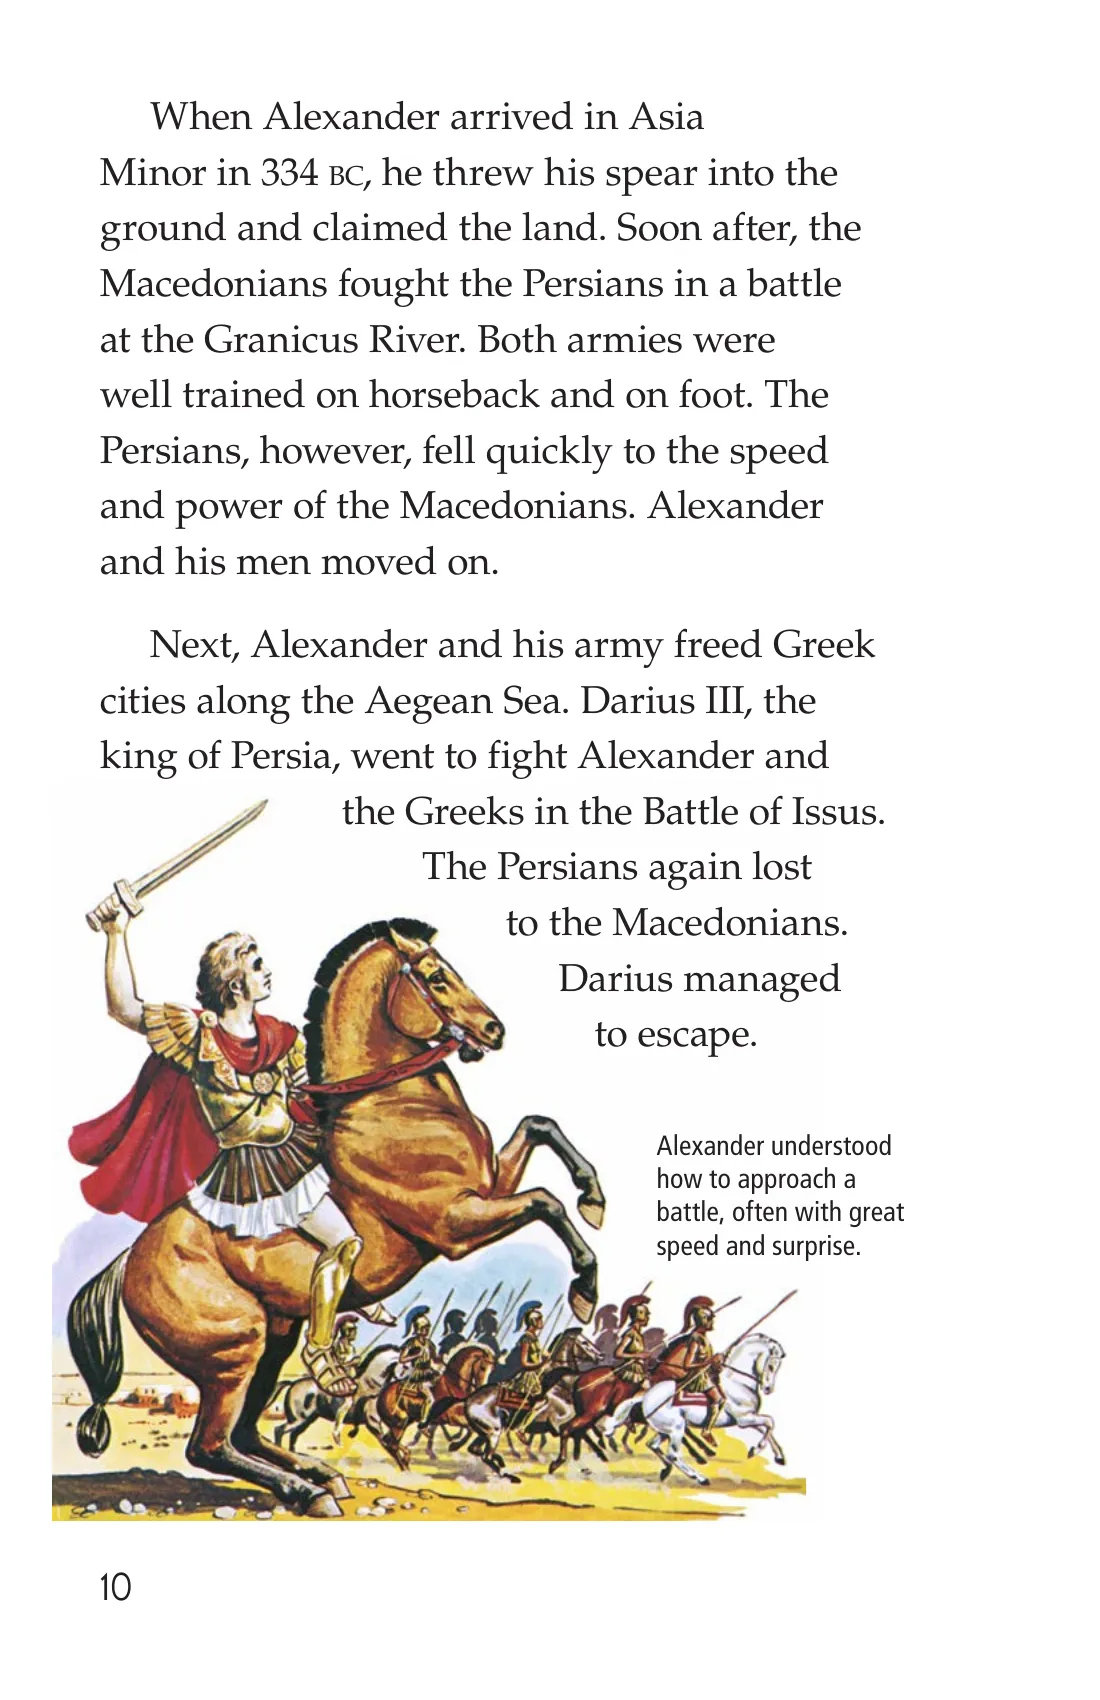 When Alexander arrived in Asia
Minor in 334 BC, he threw his spear into the
ground and claimed the land. Soon after, the
Macedonians fought the Persians in a battle
at the Granicus River. Both armies were
well trained on horseback and on foot. The
Persians, however, fell quickly to the speed
and power of the Macedonians. Alexander
and his men moved on.
Next, Alexander and his army freed Greek
cities along the Aegean Sea. Darius III, the
king of Persia, went to fight Alexander and
the Greeks in the Battle of Issus.
The Persians again lost
to the Macedonians.
Darius managed
to escape.
Alexander understood
how to approach a
battle, often with great
speed and surprise.
10